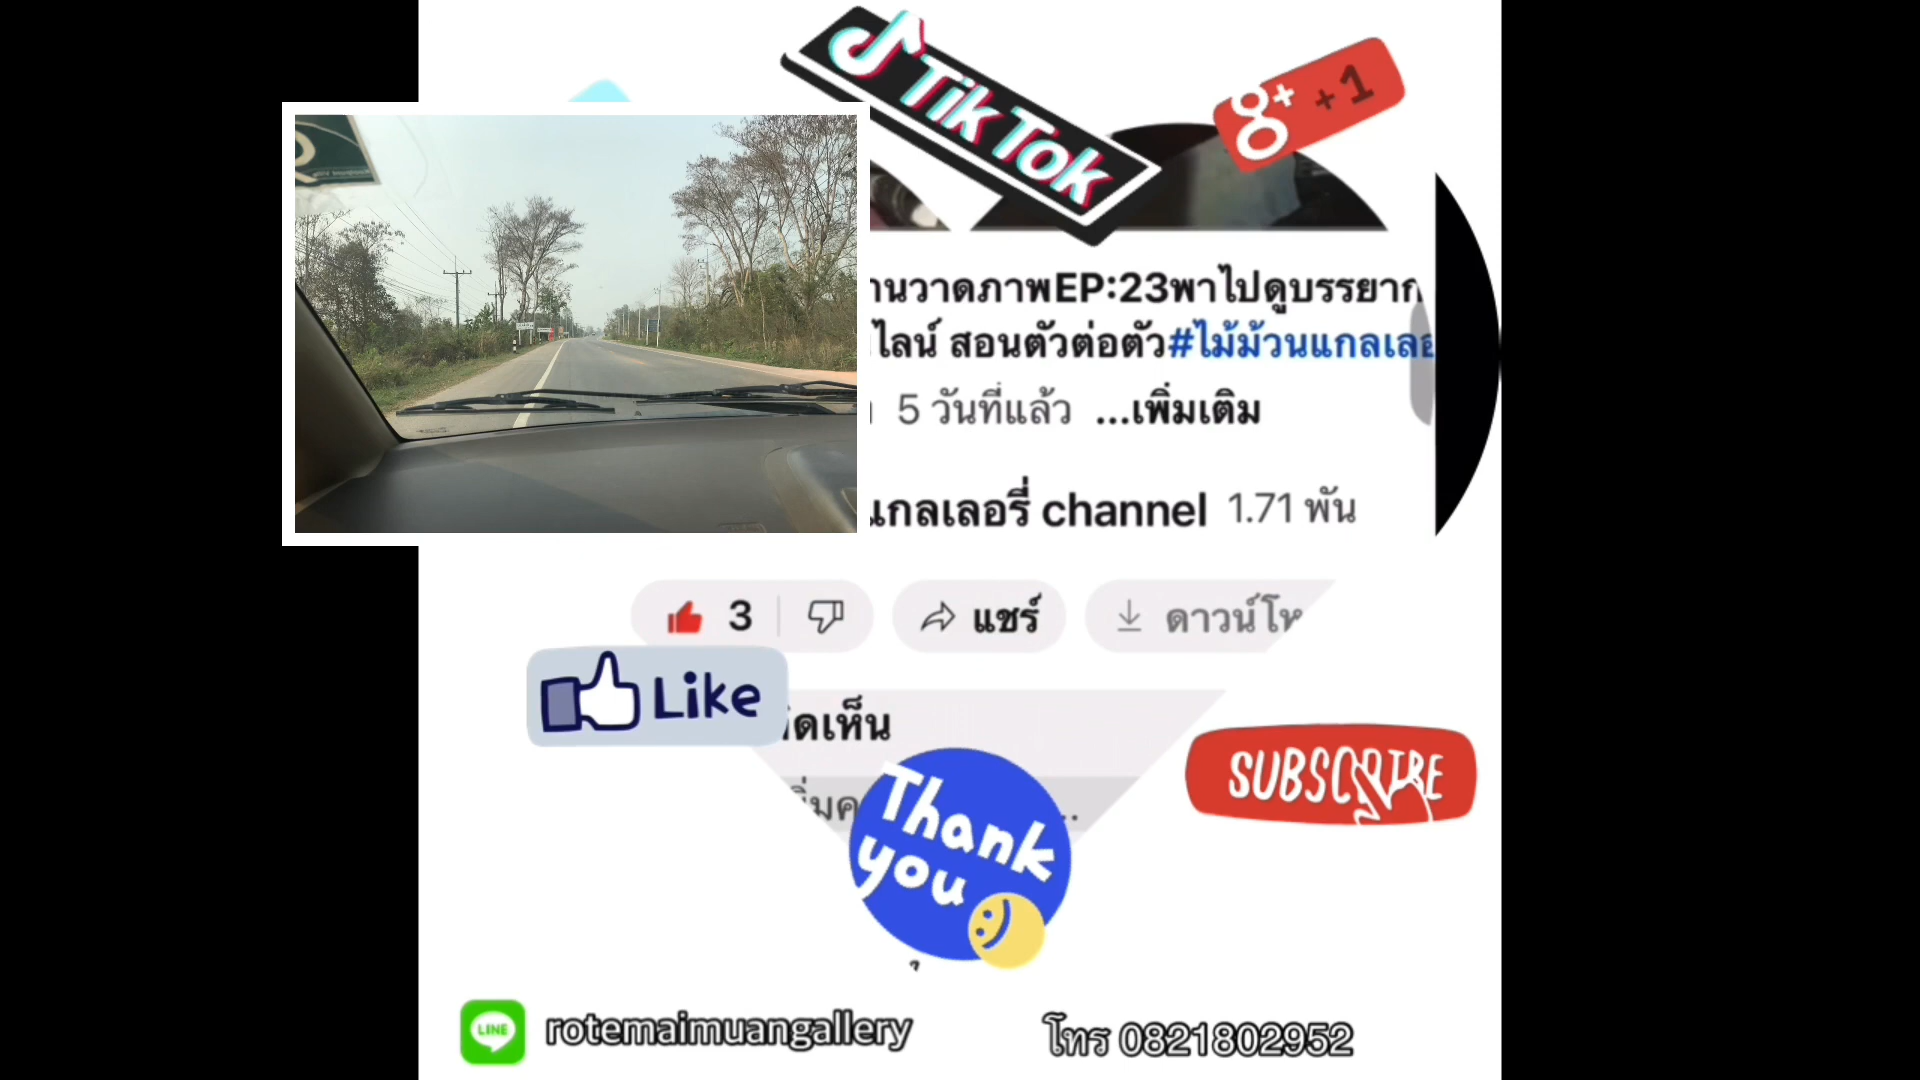 TikTok
g+ +1
านวาดภาพEP:23พาไปดูบรรยาก
ไลน์ สอนตัวต่อตัว#ไม้ม้วนแกลเลอ
5 วันที่แล้ว ...เพิ่มเติม
แกลเลอรี่ channel 1.71 พัน
3 แชร์ ดาวน์โห
Like
ดเห็น
SUBSCRIBE
Thank
you
LINE rotemaimuangallery โทร 0821802952